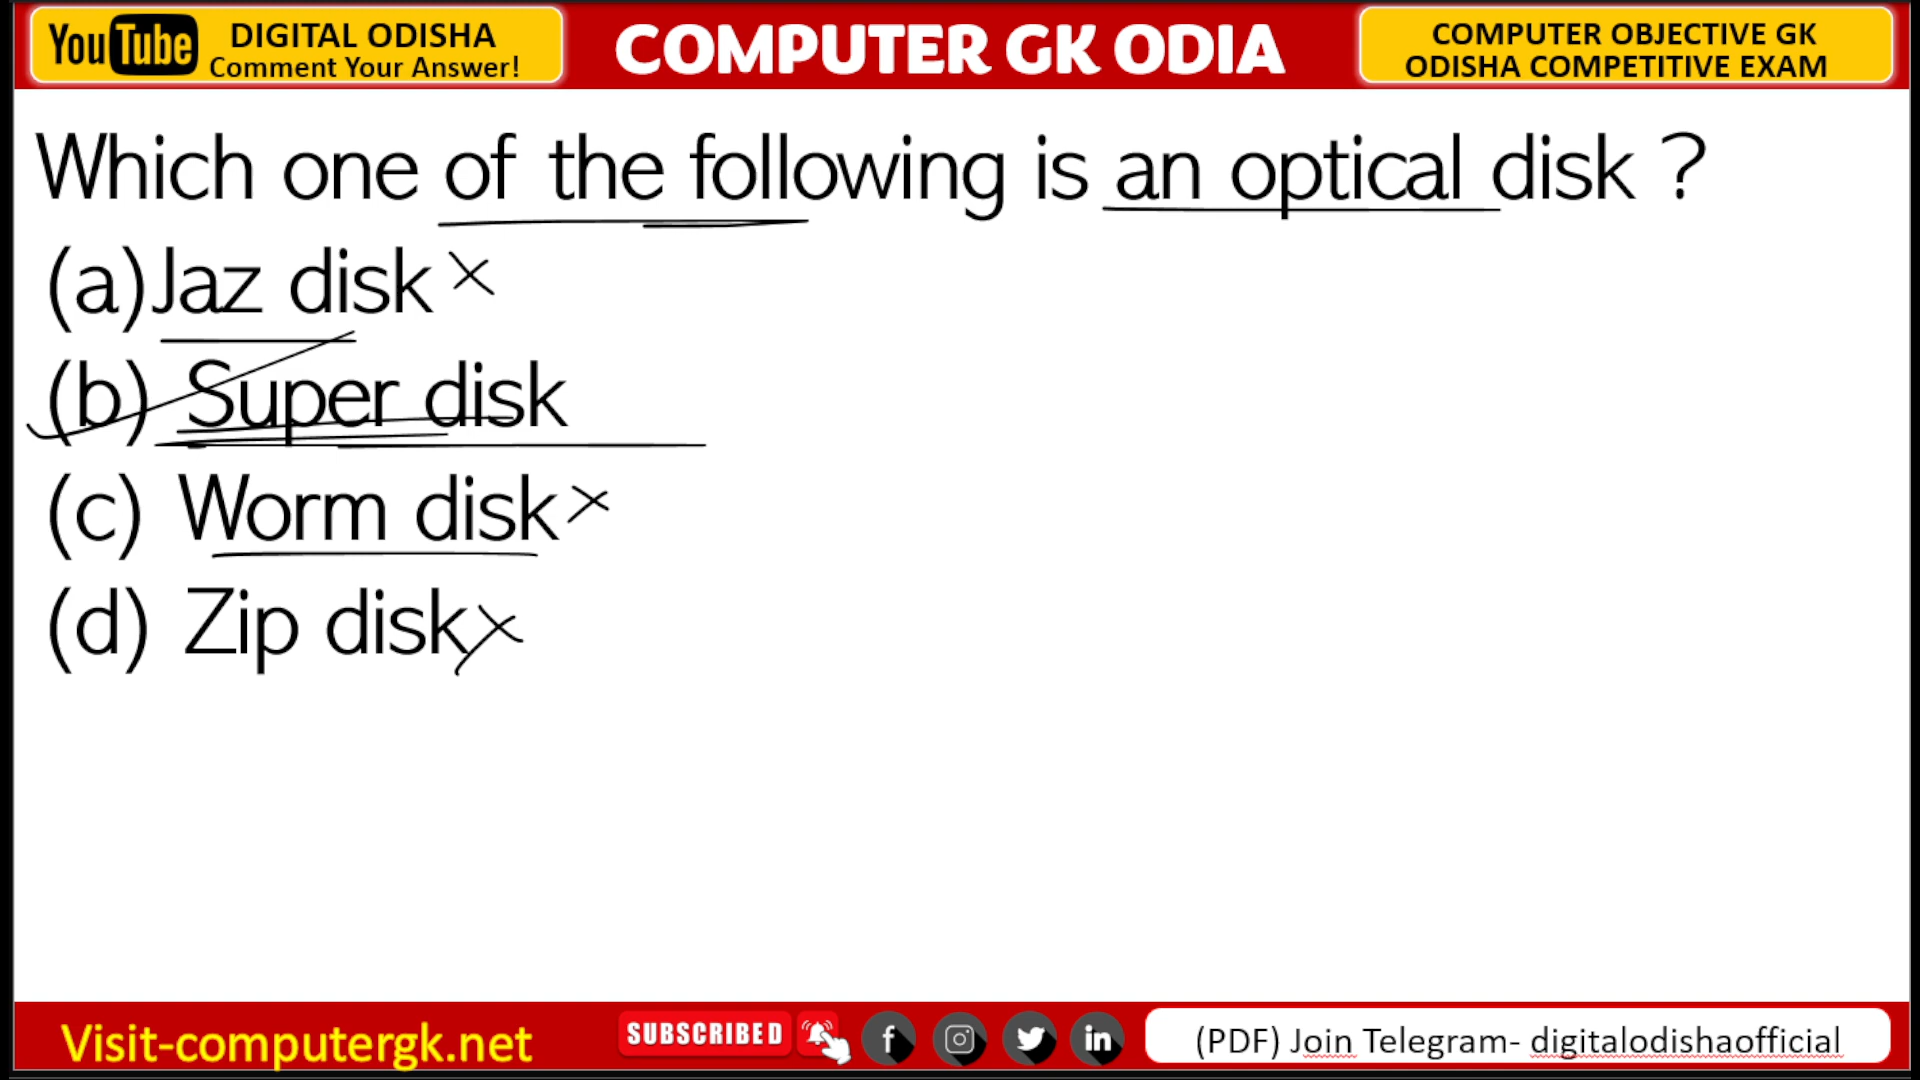 YouTube DIGITAL ODISHA
Comment Your Answer!
COMPUTER GK ODIA
COMPUTER OBJECTIVE GK
ODISHA COMPETITIVE EXAM
Which one of the following is an optical disk ?
(a)Jaz disk ×
(b) Super disk
(c) Worm disk ×
(d) Zip disk ×
Visit-computergk.net
SUBSCRIBED
f
in
(PDF) Join Telegram- digitalodishaofficial